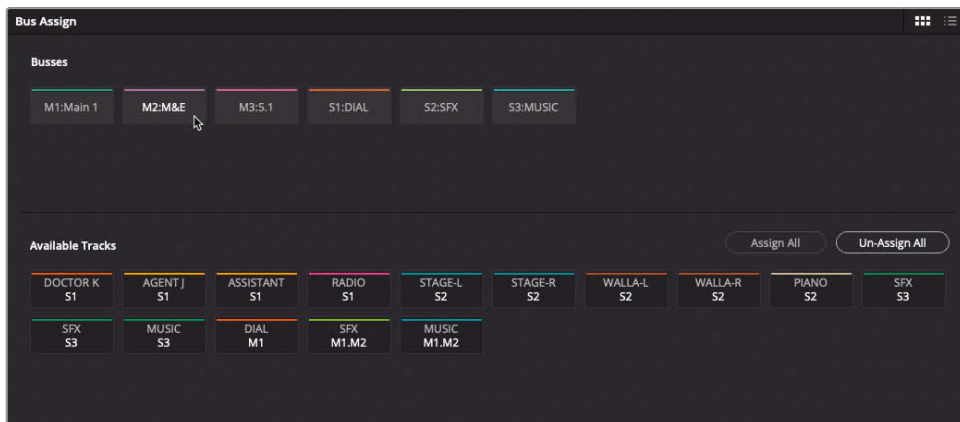 Bus Assign
Busses
M1:Main 1 M2:M&E M3:5.1 S1:DIAL S2:SFX S3:MUSIC
Available Tracks Assign All Un-Assign All
DOCTOR K AGENT J ASSISTANT RADIO STAGE-L STAGE-R WALLA-L WALLA-R PIANO SFX
S1 S1 S1 S1 S2 S2 S2 S2 S2 S3
SFX MUSIC DIAL SFX MUSIC
S3 S3 M1 M1.M2 M1.M2